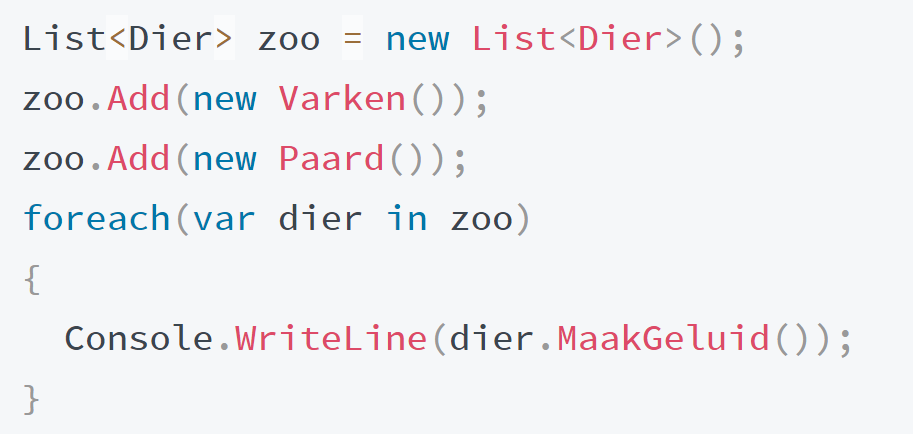 List<Dier> zoo = new List<Dier>();
zoo.Add(new Varken());
zoo.Add(new Paard());
foreach(var dier in zoo)
{
  Console.WriteLine(dier.MaakGeluid());
}